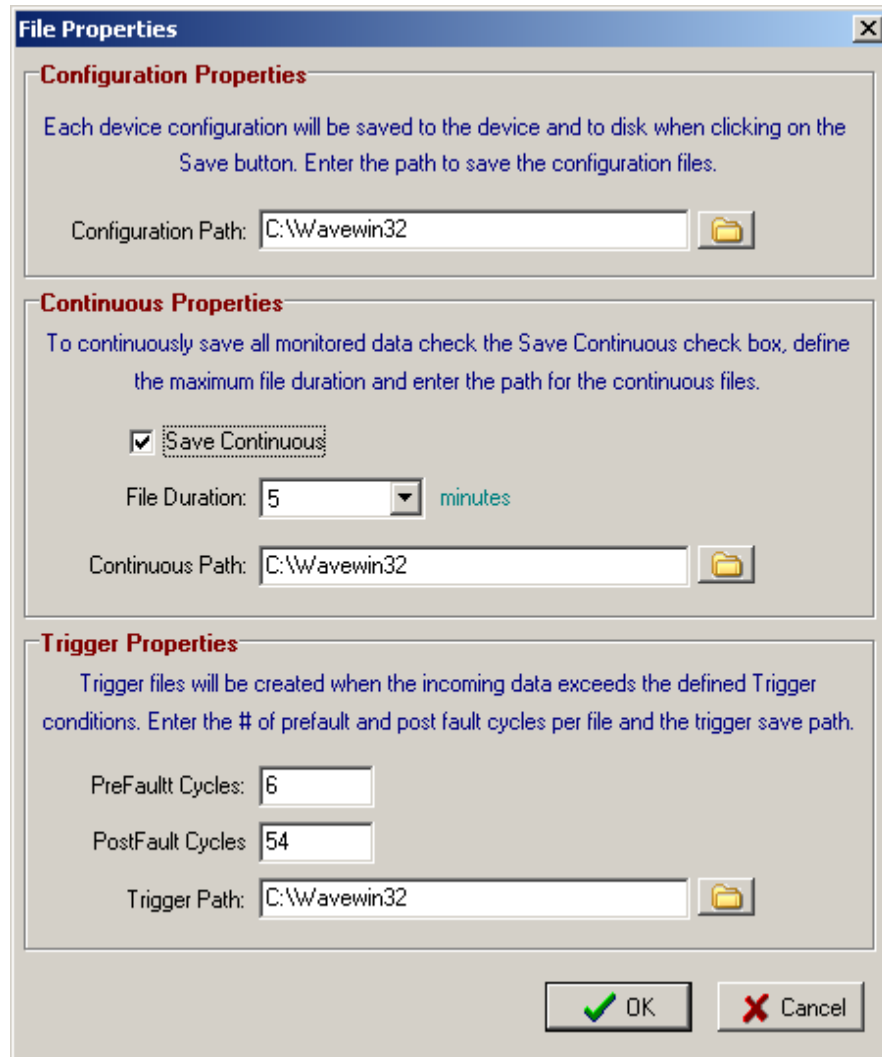 File Properties
Configuration Properties
Each device configuration will be saved to the device and to disk when clicking on the
Save button. Enter the path to save the configuration files.
Configuration Path: C:\Wavewin32
Continuous Properties
To continuously save all monitored data check the Save Continuous check box, define
the maximum file duration and enter the path for the continuous files.
Save Continuous
File Duration: 5 minutes
Continuous Path: C:\Wavewin32
Trigger Properties
Trigger files will be created when the incoming data exceeds the defined Trigger
conditions. Enter the # of prefault and post fault cycles per file and the trigger save path.
PreFaultt Cycles: 6
PostFault Cycles 54
Trigger Path: C:\Wavewin32
OK Cancel